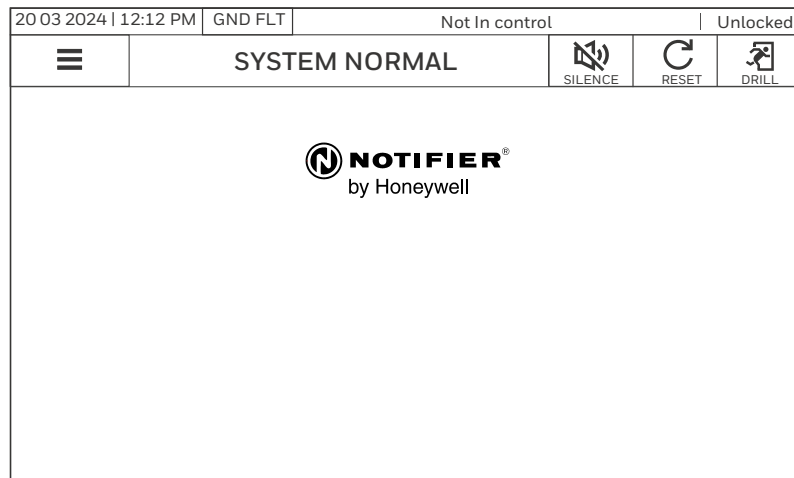 20 03 2024 | 12:12 PM GND FLT Not In control | Unlocked
SYSTEM NORMAL
SILENCE RESET DRILL
NOTIFIER®
by Honeywell